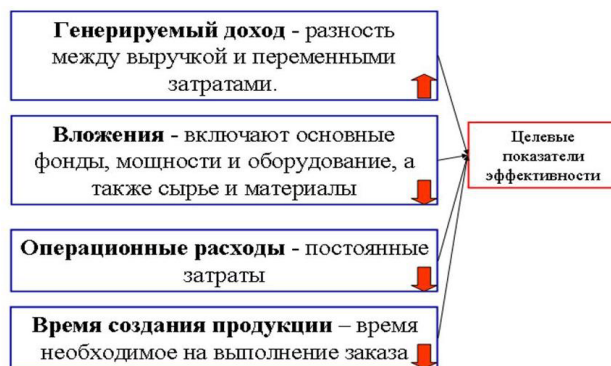 Генерируемый доход - разность
между выручкой и переменными
затратами.
Вложения - включают основные
фонды, мощности и оборудование, а
также сырье и материалы
Операционные расходы - постоянные
затраты
Время создания продукции – время
необходимое на выполнение заказа
Целевые
показатели
эффективности